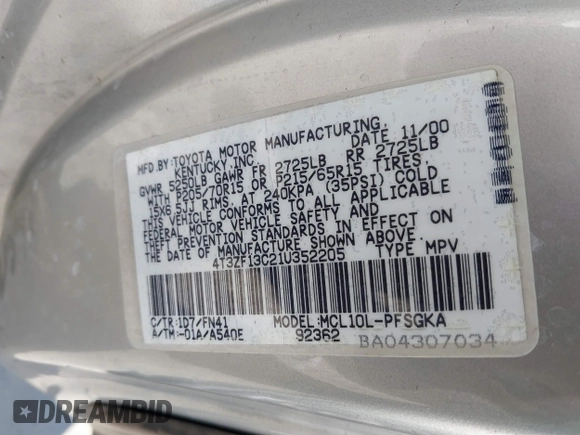 MFD.BY:TOYOTA MOTOR MANUFACTURING,
KENTUCKY,INC. DATE 11/00
GVWR 5250LB GAWR FR 2725LB RR 2725LB
WITH P205/70R15 OR P215/65R15 TIRES,
15X6.5JJ RIMS, AT 240KPA (35PSI) COLD
THIS VEHICLE CONFORMS TO ALL APPLICABLE
FEDERAL MOTOR VEHICLE SAFETY AND
THEFT PREVENTION STANDARDS IN EFFECT ON
THE DATE OF MANUFACTURE SHOWN ABOVE.
4T3ZF13C21U352205 TYPE MPV
C/TR:1D7/FN41 MODEL:MCL10L-PFSGKA
A/TM:-01A/A540E 92362 BA04307034
DREAMBID